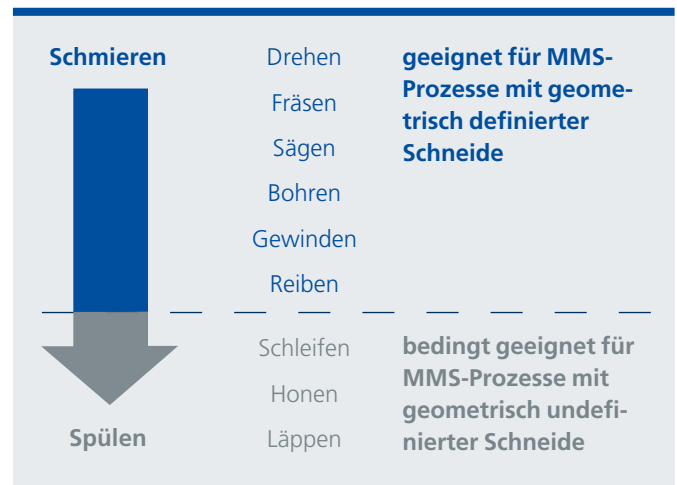 Schmieren
Drehen
Fräsen
Sägen
Bohren
Gewinden
Reiben
geeignet für MMS-
Prozesse mit geome-
trisch definierter
Schneide
Spülen
Schleifen
Honen
Läppen
bedingt geeignet für
MMS-Prozesse mit
geometrisch undefi-
nierter Schneide